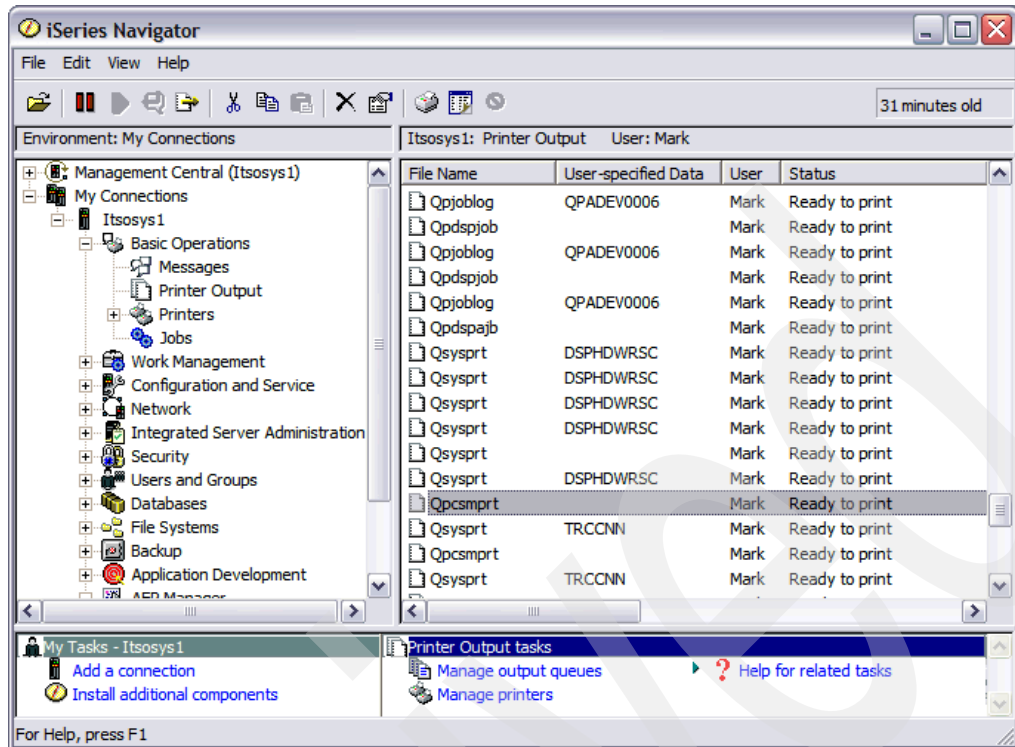 iSeries Navigator
File Edit View Help
31 minutes old
Environment: My Connections
Itsosys1: Printer Output User: Mark
Management Central (Itsosys1)
My Connections
Itsosys1
Basic Operations
Messages
Printer Output
Printers
Jobs
Work Management
Configuration and Service
Network
Integrated Server Administration
Security
Users and Groups
Databases
File Systems
Backup
Application Development
AFP Manager
File Name User-specified Data User Status
Qpjoblog QPADEV0006 Mark Ready to print
Qpdspjob Mark Ready to print
Qpjoblog QPADEV0006 Mark Ready to print
Qpdspjob Mark Ready to print
Qpjoblog QPADEV0006 Mark Ready to print
Qpdspajb Mark Ready to print
Qsysprt DSPHDWRSC Mark Ready to print
Qsysprt DSPHDWRSC Mark Ready to print
Qsysprt DSPHDWRSC Mark Ready to print
Qsysprt DSPHDWRSC Mark Ready to print
Qsysprt Mark Ready to print
Qsysprt DSPHDWRSC Mark Ready to print
Qpcsmprt Mark Ready to print
Qsysprt TRCCNN Mark Ready to print
Qpcsmprt Mark Ready to print
Qsysprt TRCCNN Mark Ready to print
My Tasks - Itsosys1
Add a connection
Install additional components
Printer Output tasks
Manage output queues
Manage printers
Help for related tasks
For Help, press F1